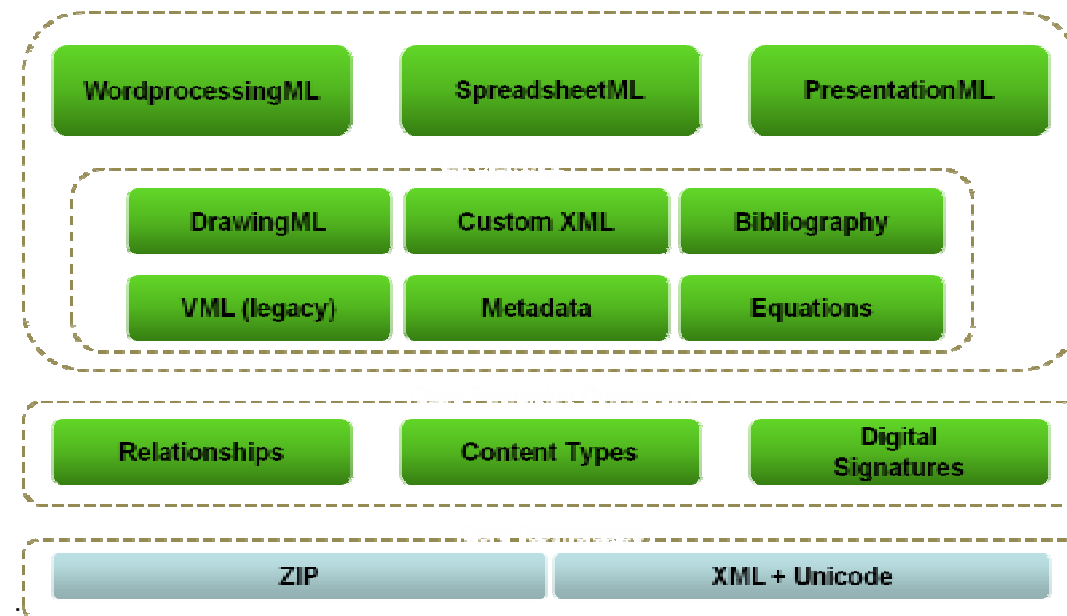 WordprocessingML
SpreadsheetML
PresentationML
DrawingML
Custom XML
Bibliography
VML (legacy)
Metadata
Equations
Relationships
Content Types
Digital
Signatures
ZIP
XML + Unicode